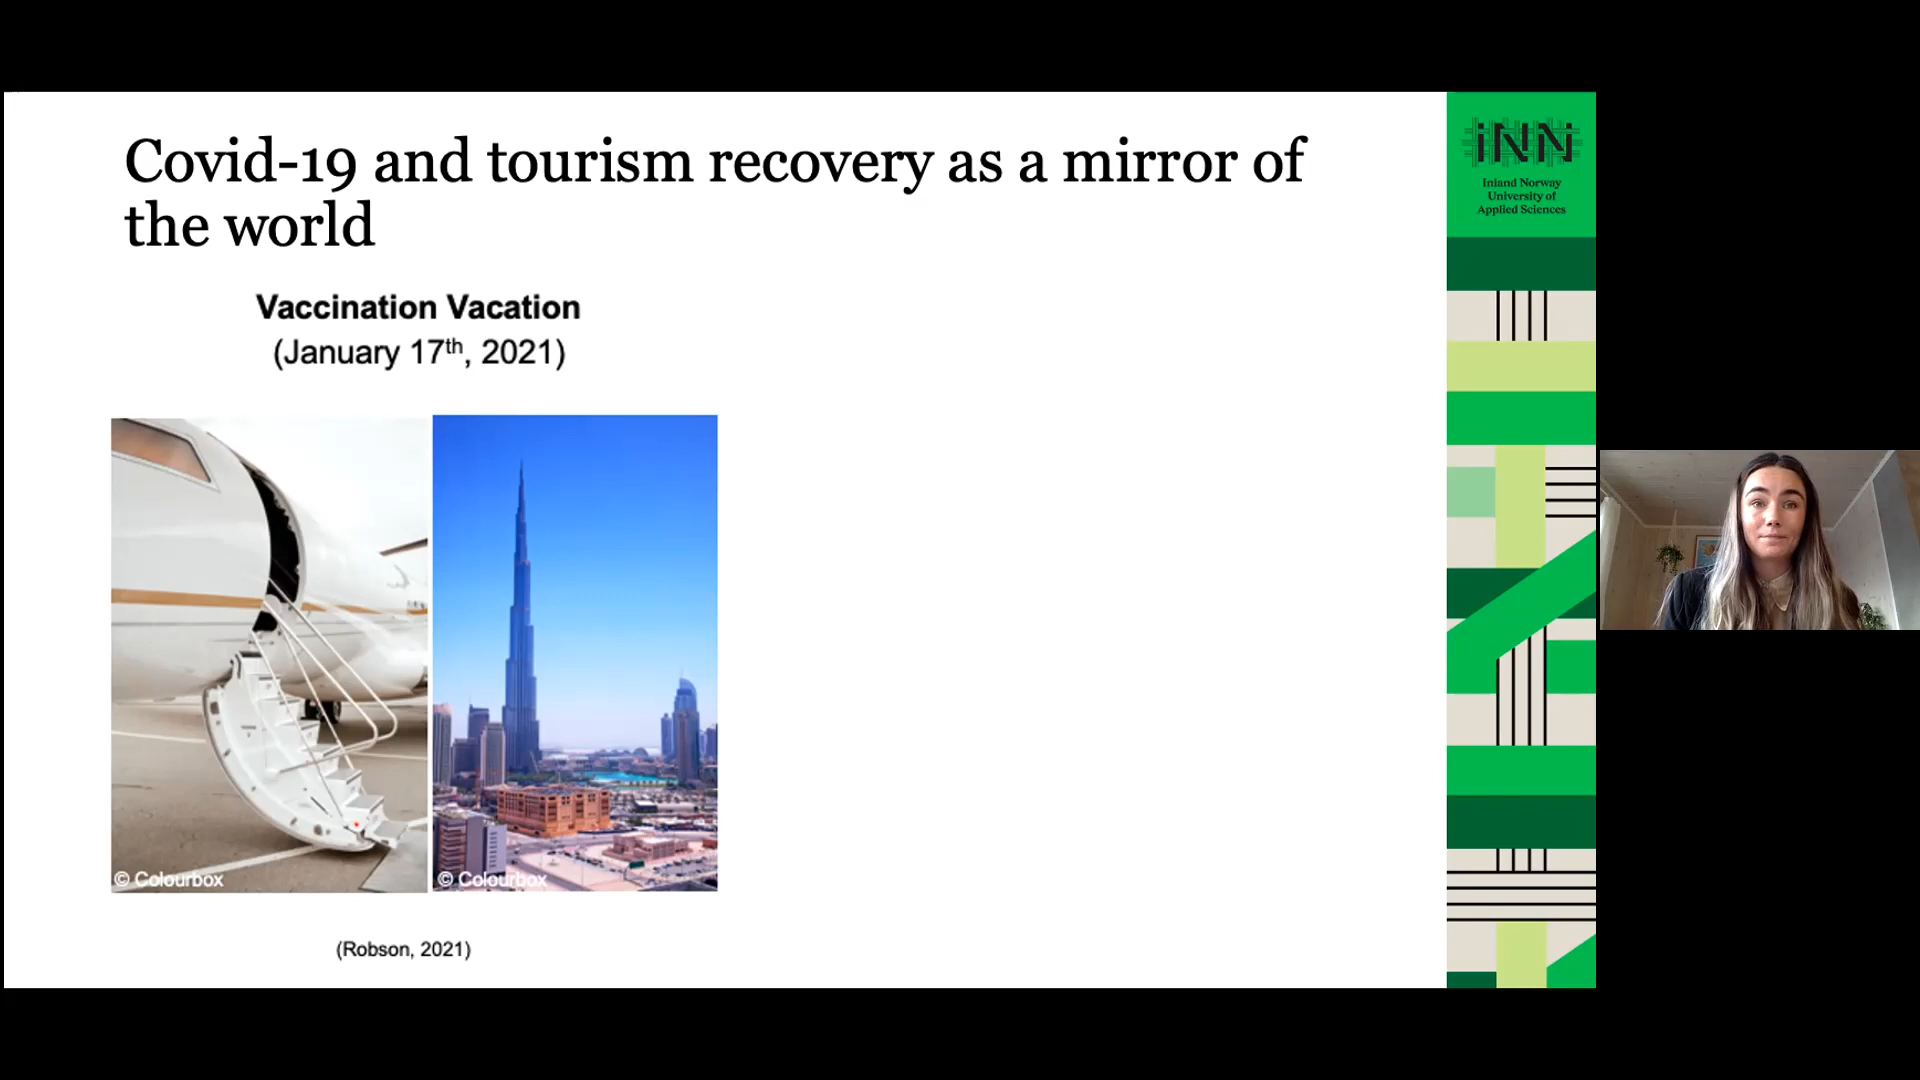 Covid-19 and tourism recovery as a mirror of
the world
Vaccination Vacation
(January 17th, 2021)
© Colourbox
© Colourbox
(Robson, 2021)
INN
Inland Norway
University of
Applied Sciences